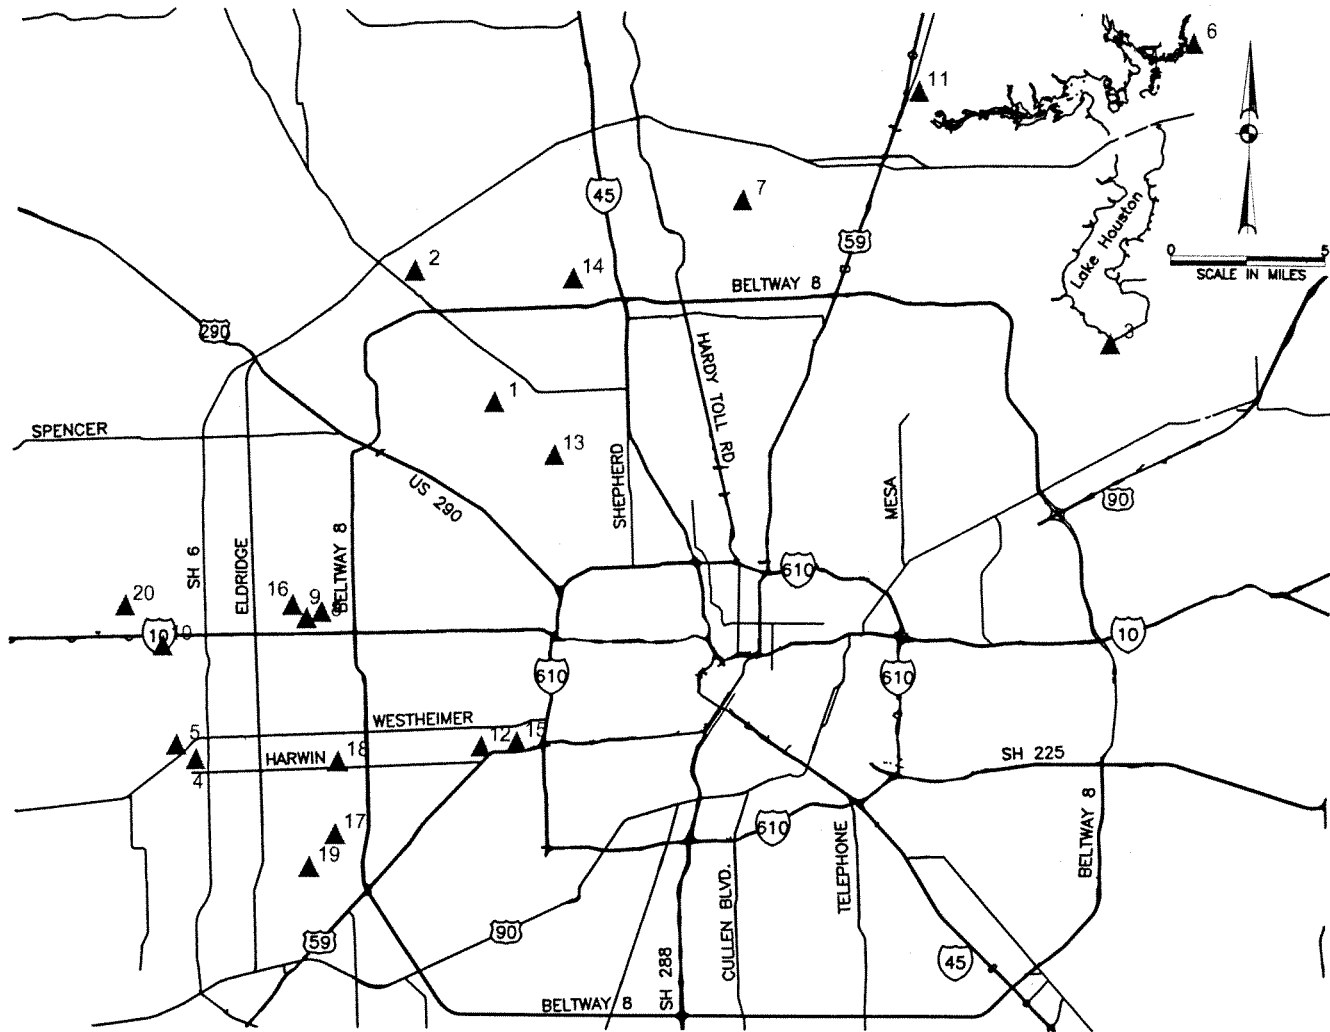 6
11
45
7
59
Lake Houston
0 5
SCALE IN MILES
2
14
BELTWAY 8
290
3
HARDY TOLL RD
1
SPENCER
13
SHEPHERD
US 290
MESA
90
SH 6
ELDRIDGE
BELTWAY 8
610
20
16
9
8
10
10
10
610
610
WESTHEIMER
5
12
15
4
HARWIN
18
SH 225
17
610
TELEPHONE
BELTWAY 8
19
CULLEN BLVD.
59
90
SH 288
45
BELTWAY 8